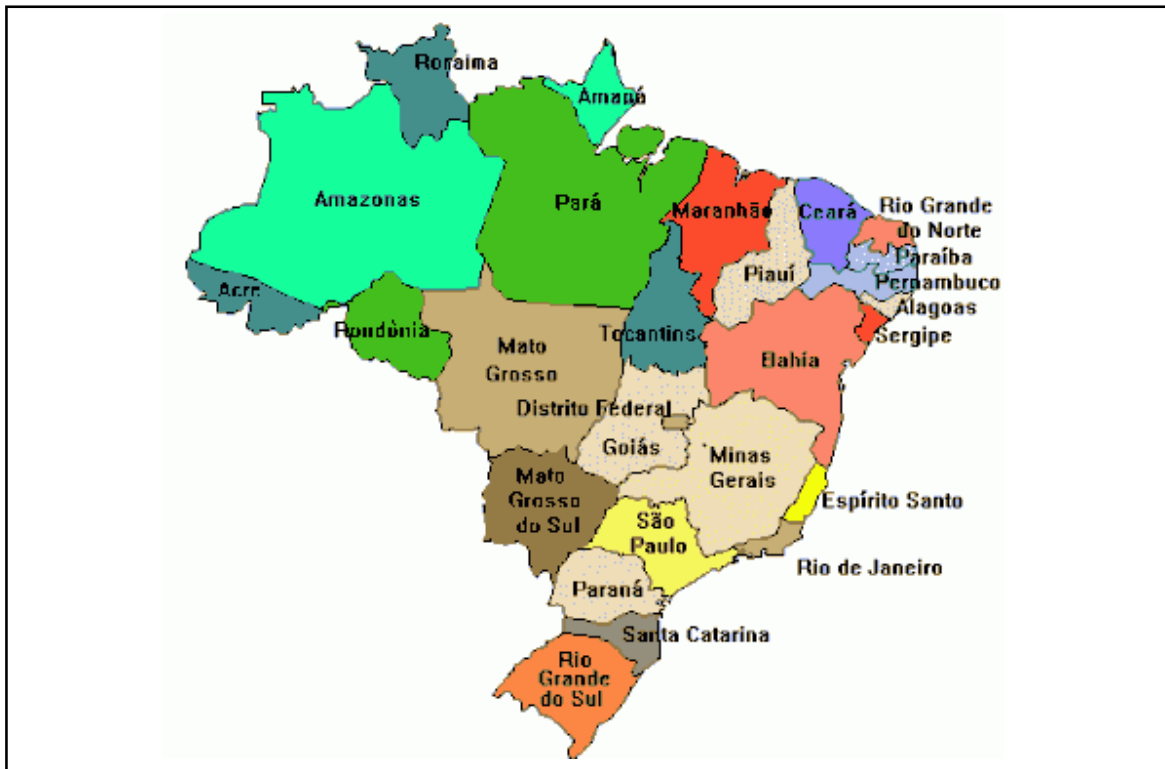 Roraima
Amapá
Amazonas
Pará
Maranhão
Ceará
Rio Grande
do Norte
Paraíba
Piauí
Pernambuco
Acre
Alagoas
Rondônia
Tocantins
Sergipe
Mato
Grosso
Bahia
Distrito Federal
Goiás
Minas
Gerais
Mato
Grosso
do Sul
Espírito Santo
São
Paulo
Rio de Janeiro
Paraná
Santa Catarina
Rio
Grande
do Sul